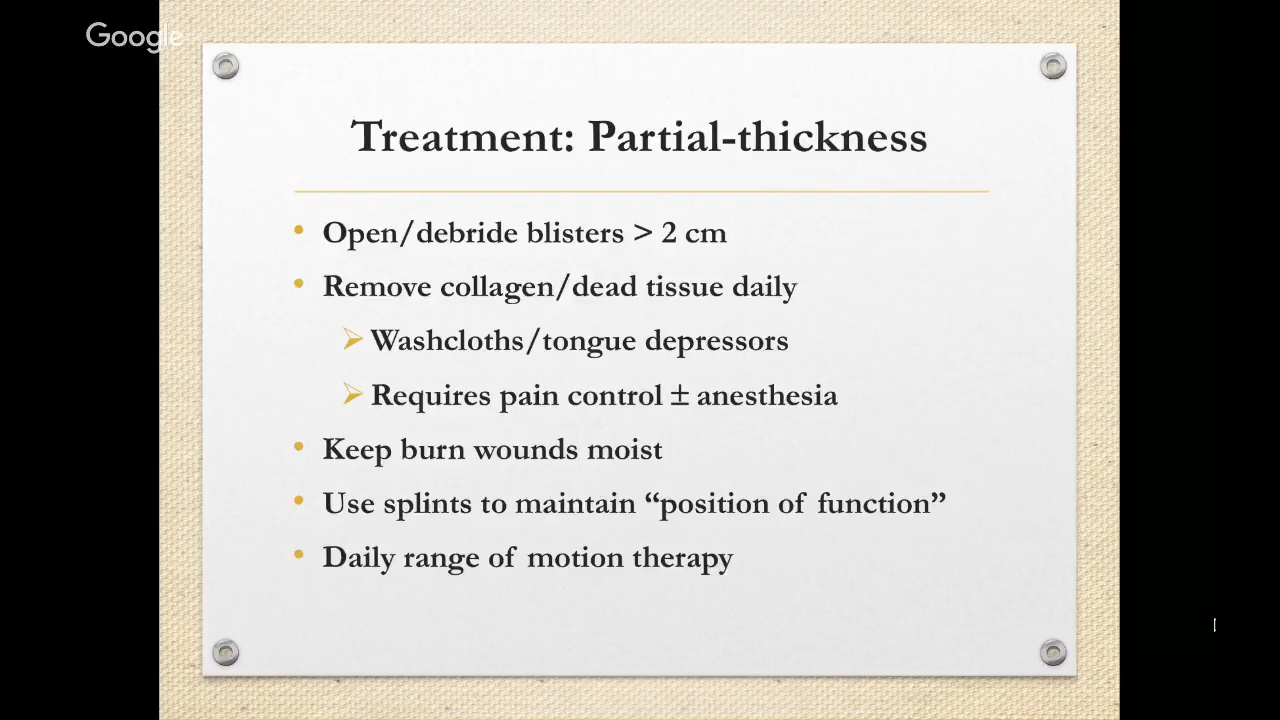 Google
Treatment: Partial-thickness
• Open/debride blisters > 2 cm
• Remove collagen/dead tissue daily
➢ Washcloths/tongue depressors
➢ Requires pain control ± anesthesia
• Keep burn wounds moist
• Use splints to maintain “position of function”
• Daily range of motion therapy